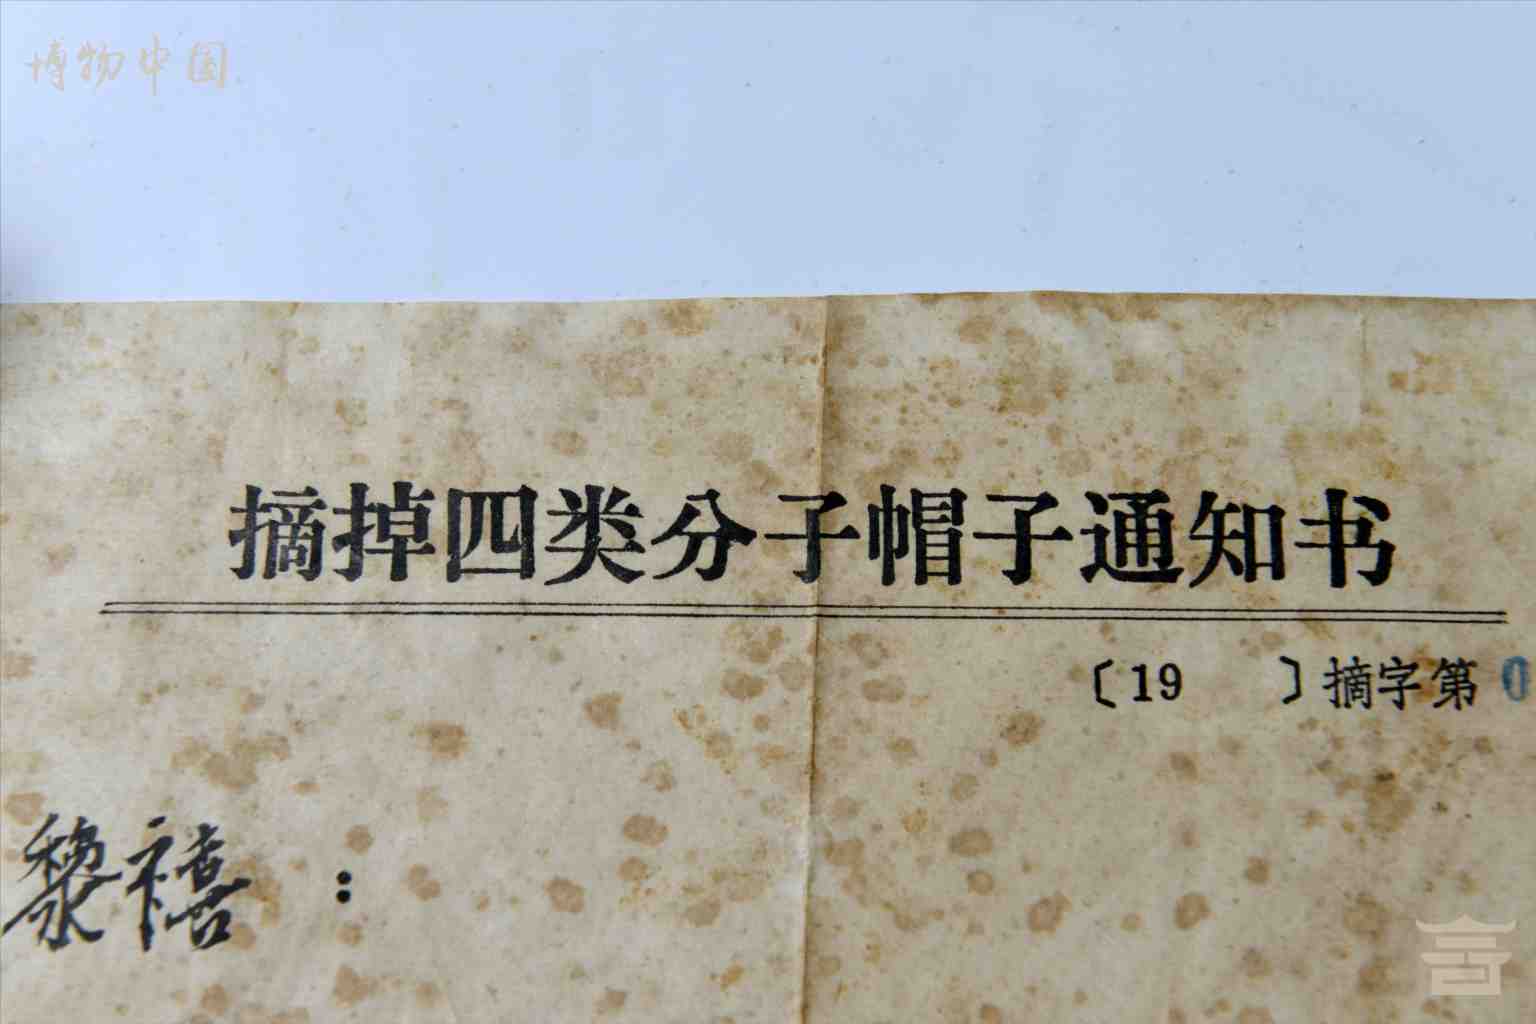 博物中国
摘掉四类分子帽子通知书
〔19　　〕摘字第0
黎禧：